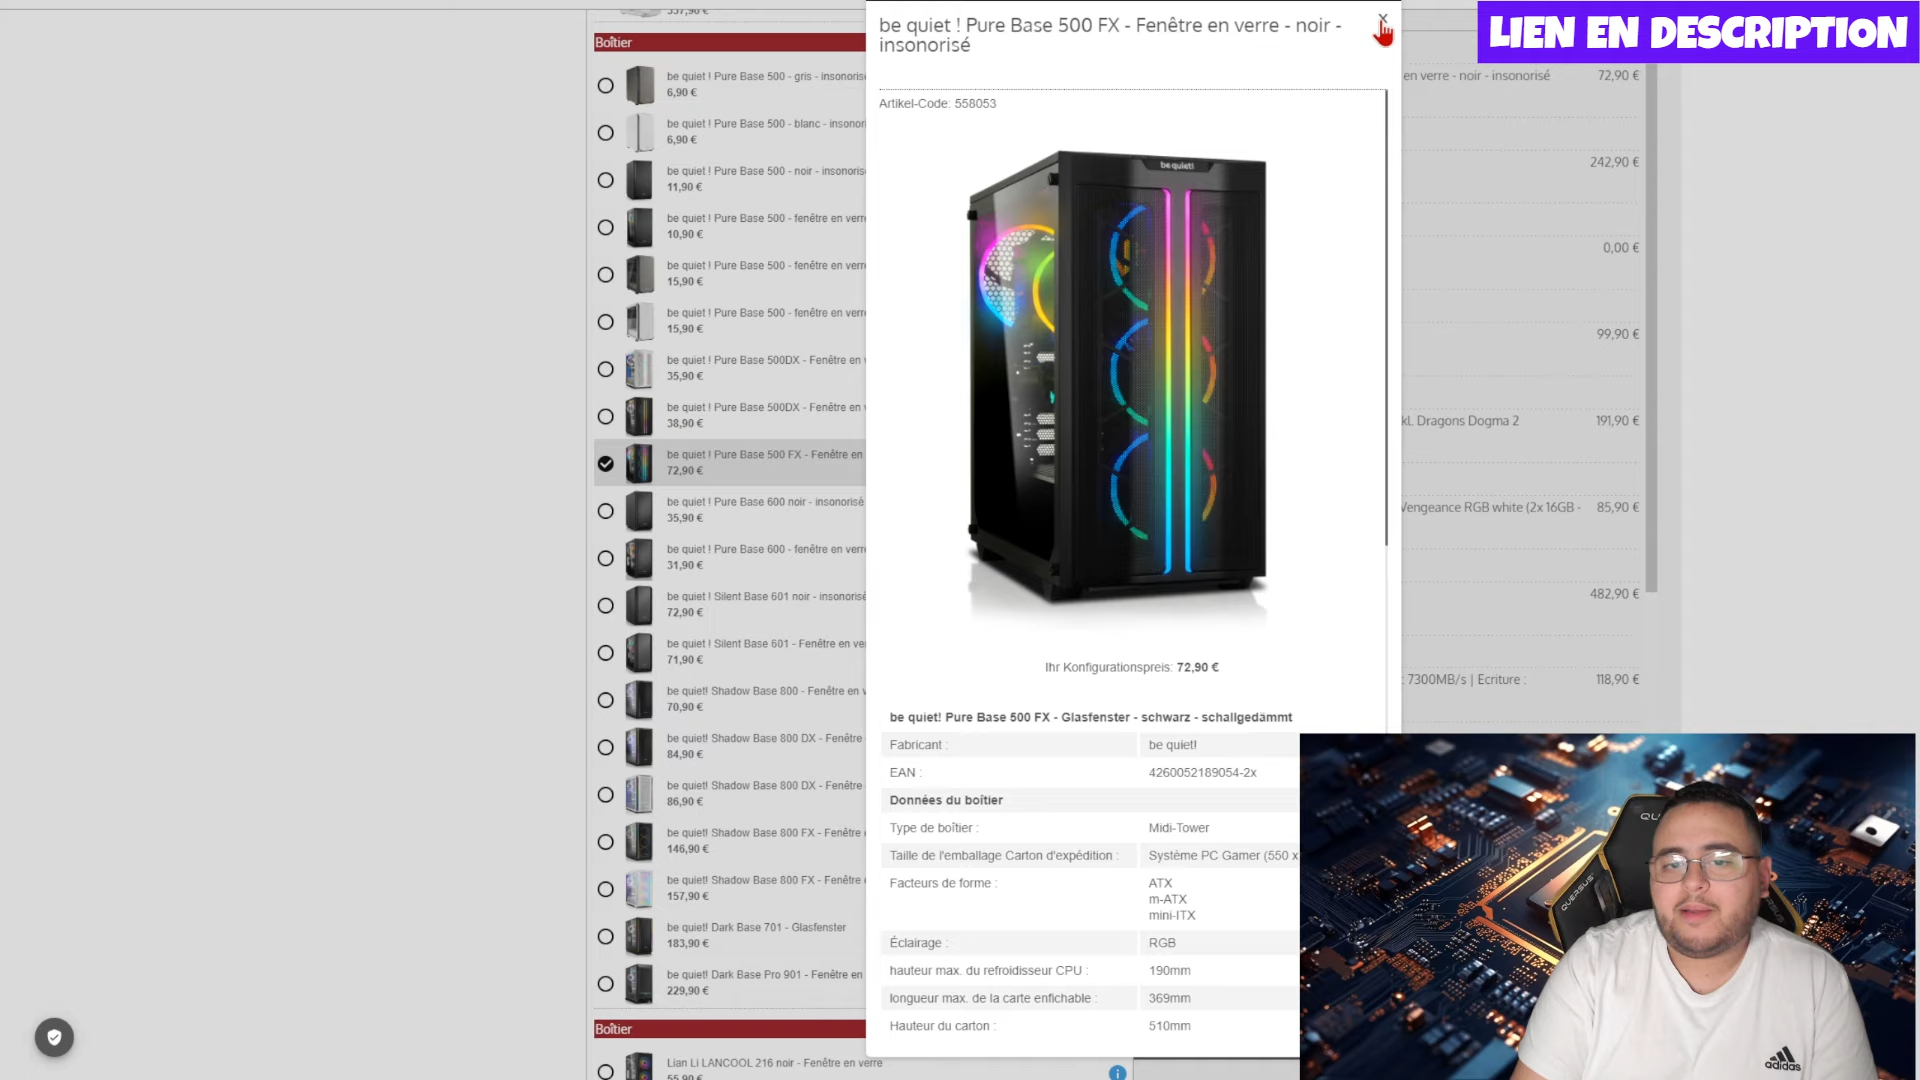 337,90 €
Boîtier
be quiet ! Pure Base 500 - gris - insonoris
6,90 €
be quiet ! Pure Base 500 - blanc - insonor
6,90 €
be quiet ! Pure Base 500 - noir - insonoris
11,90 €
be quiet ! Pure Base 500 - fenêtre en verr
10,90 €
be quiet ! Pure Base 500 - fenêtre en verr
15,90 €
be quiet ! Pure Base 500 - fenêtre en verr
15,90 €
be quiet ! Pure Base 500DX - Fenêtre en
35,90 €
be quiet ! Pure Base 500DX - Fenêtre en
38,90 €
be quiet ! Pure Base 500 FX - Fenêtre en
72,90 €
be quiet ! Pure Base 600 noir - insonorisé
35,90 €
be quiet ! Pure Base 600 - fenêtre en verr
31,90 €
be quiet ! Silent Base 601 noir - insonorisé
72,90 €
be quiet ! Silent Base 601 - Fenêtre en ve
71,90 €
be quiet! Shadow Base 800 - Fenêtre en v
70,90 €
be quiet! Shadow Base 800 DX - Fenêtre
84,90 €
be quiet! Shadow Base 800 DX - Fenêtre
86,90 €
be quiet! Shadow Base 800 FX - Fenêtre
146,90 €
be quiet! Shadow Base 800 FX - Fenêtre
157,90 €
be quiet! Dark Base 701 - Glasfenster
183,90 €
be quiet! Dark Base Pro 901 - Fenêtre en
229,90 €
Boîtier
Lian Li LANCOOL 216 noir - Fenêtre en verre
55,90 €
be quiet ! Pure Base 500 FX - Fenêtre en verre - noir -
insonorisé
x
Artikel-Code: 558053
be quiet!
Ihr Konfigurationspreis: 72,90 €
be quiet! Pure Base 500 FX - Glasfenster - schwarz - schallgedämmt
Fabricant : be quiet!
EAN : 4260052189054-2x
Données du boîtier
Type de boîtier : Midi-Tower
Taille de l'emballage Carton d'expédition : Système PC Gamer (550 x
Facteurs de forme : ATX
m-ATX
mini-ITX
Éclairage : RGB
hauteur max. du refroidisseur CPU : 190mm
longueur max. de la carte enfichable : 369mm
Hauteur du carton : 510mm
LIEN EN DESCRIPTION
en verre - noir - insonorisé 72,90 €
242,90 €
0,00 €
99,90 €
kl. Dragons Dogma 2 191,90 €
Vengeance RGB white (2x 16GB - 85,90 €
482,90 €
: 7300MB/s | Ecriture : 118,90 €
QUERSUS
adidas